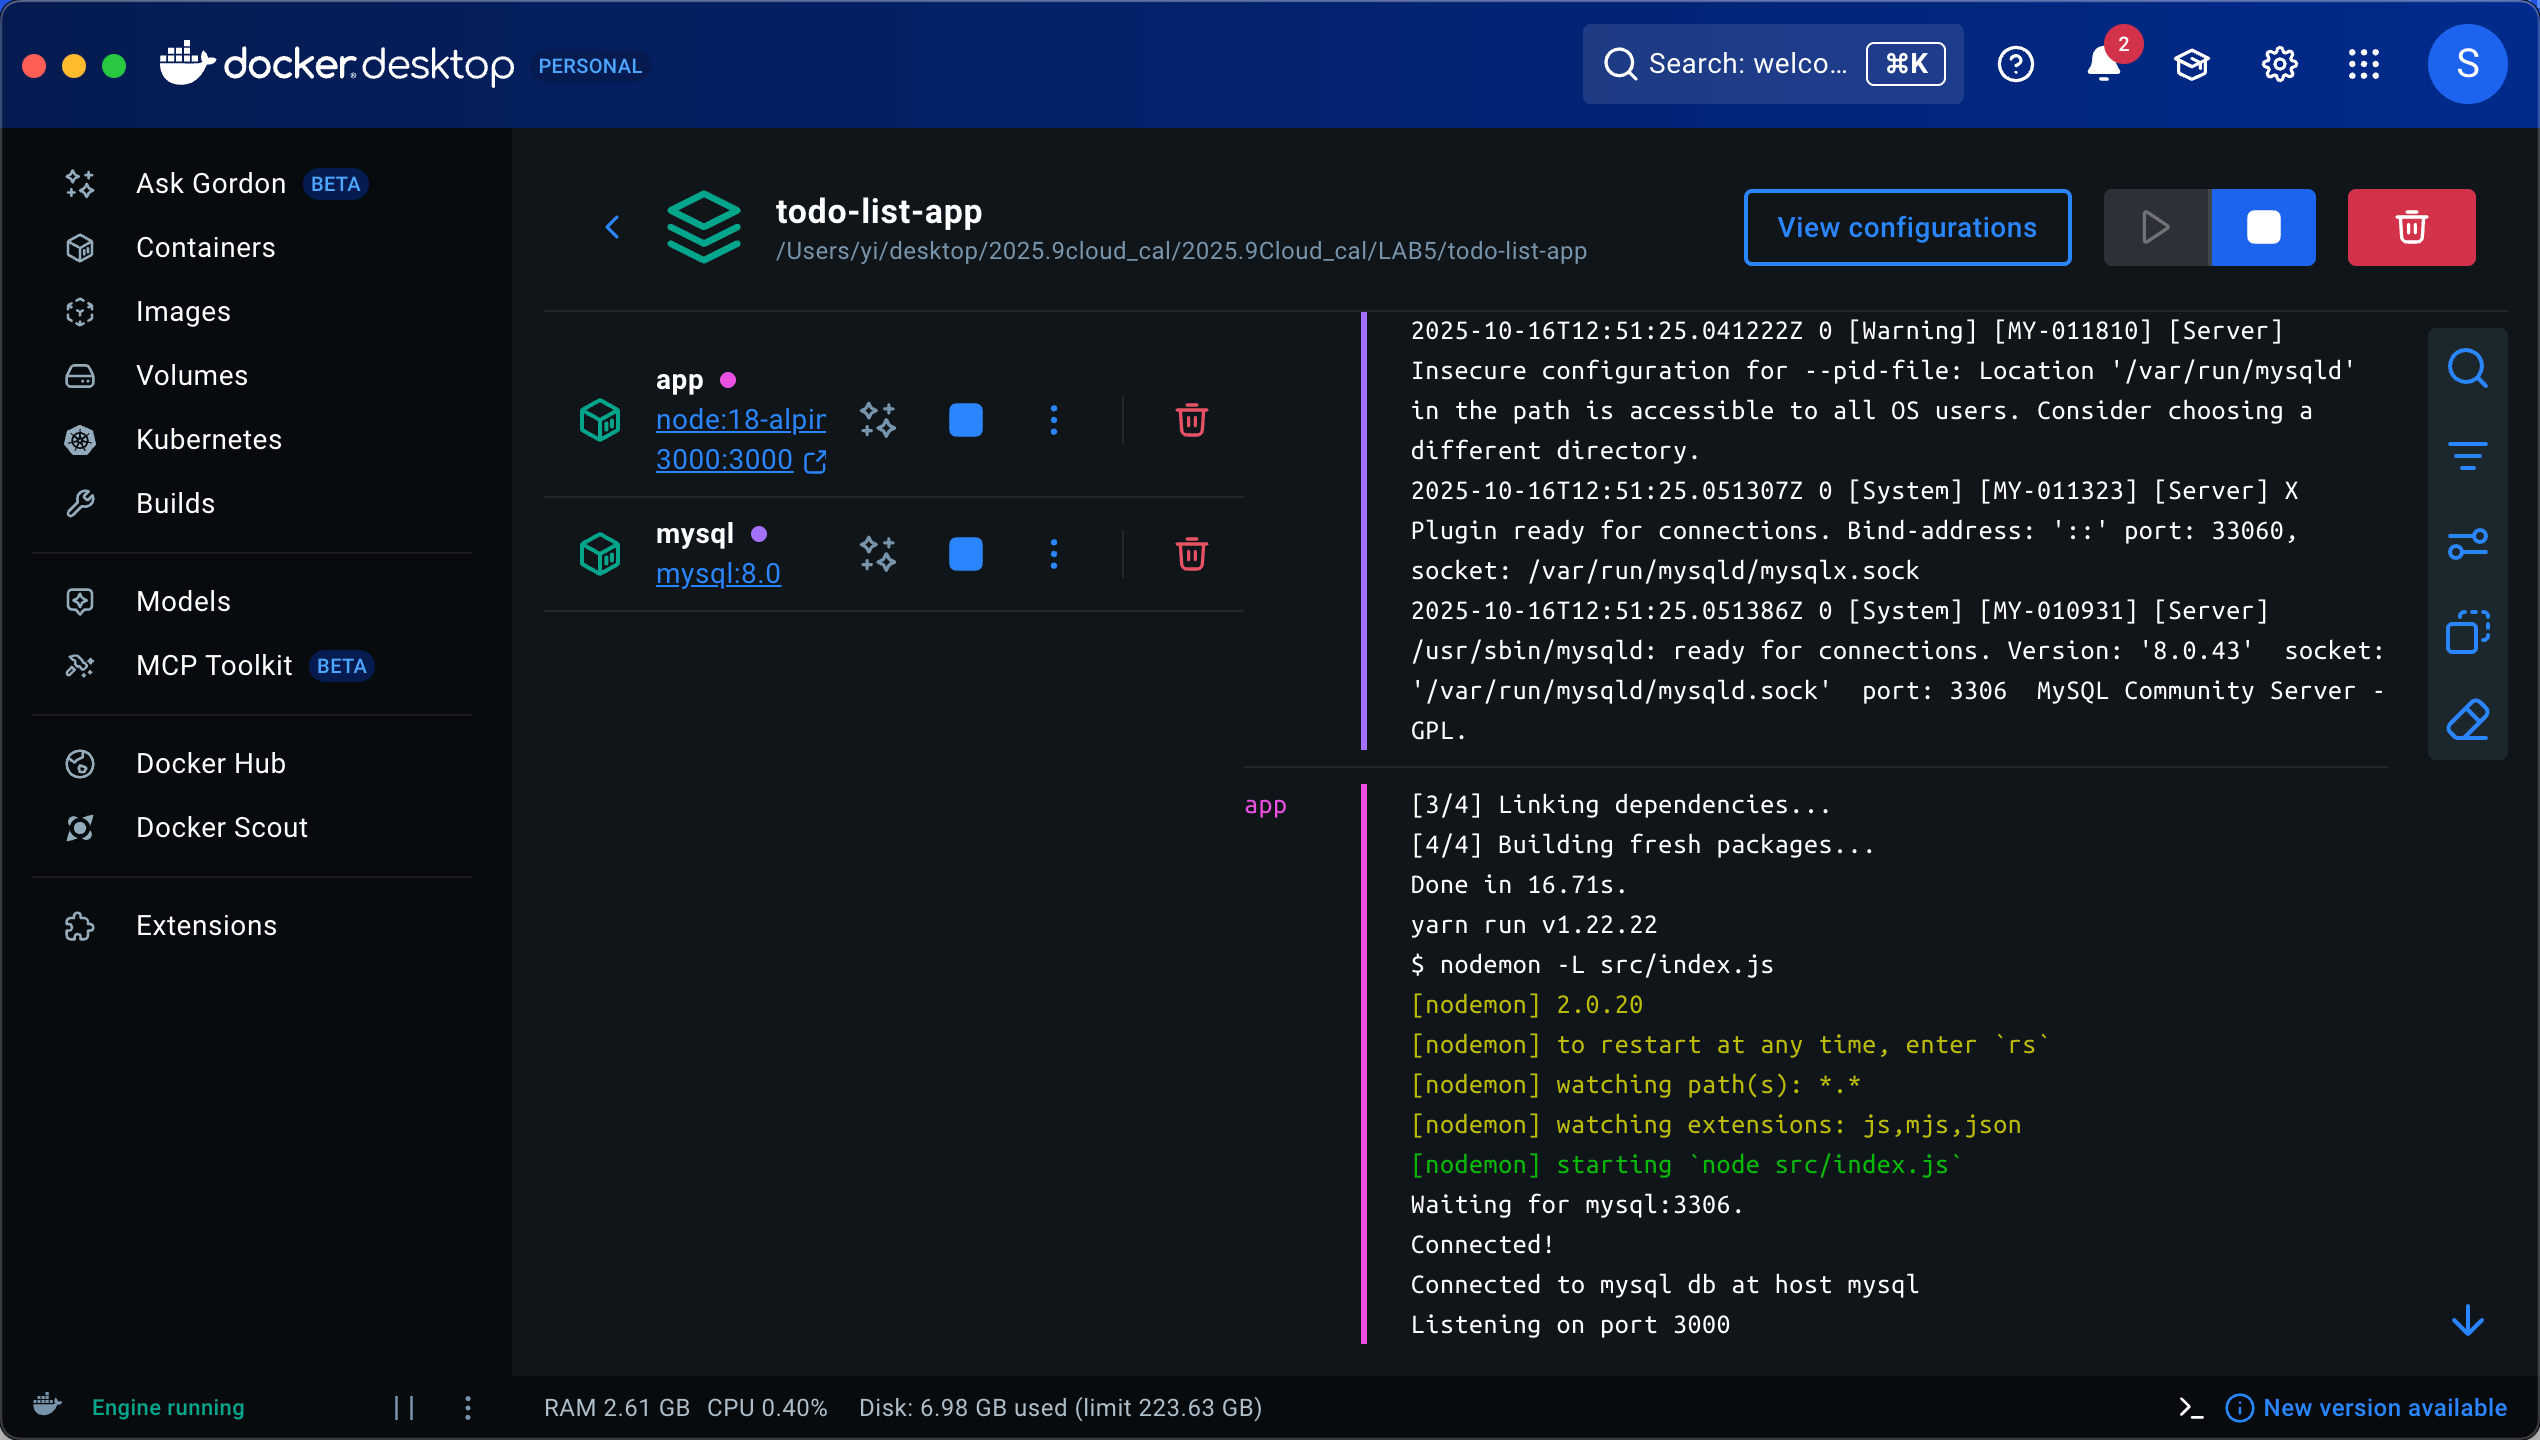 docker desktop PERSONAL
Search: welco... ⌘K
2
S
Ask Gordon BETA
Containers
Images
Volumes
Kubernetes
Builds
Models
MCP Toolkit BETA
Docker Hub
Docker Scout
Extensions
todo-list-app
/Users/yi/desktop/2025.9cloud_cal/2025.9Cloud_cal/LAB5/todo-list-app
View configurations
app
node:18-alpin
3000:3000
mysql
mysql:8.0
2025-10-16T12:51:25.041222Z 0 [Warning] [MY-011810] [Server]
Insecure configuration for --pid-file: Location '/var/run/mysqld'
in the path is accessible to all OS users. Consider choosing a
different directory.
2025-10-16T12:51:25.051307Z 0 [System] [MY-011323] [Server] X
Plugin ready for connections. Bind-address: '::' port: 33060,
socket: /var/run/mysqld/mysqlx.sock
2025-10-16T12:51:25.051386Z 0 [System] [MY-010931] [Server]
/usr/sbin/mysqld: ready for connections. Version: '8.0.43'  socket:
'/var/run/mysqld/mysqld.sock'  port: 3306  MySQL Community Server -
GPL.
app
[3/4] Linking dependencies...
[4/4] Building fresh packages...
Done in 16.71s.
yarn run v1.22.22
$ nodemon -L src/index.js
[nodemon] 2.0.20
[nodemon] to restart at any time, enter `rs`
[nodemon] watching path(s): *.*
[nodemon] watching extensions: js,mjs,json
[nodemon] starting `node src/index.js`
Waiting for mysql:3306.
Connected!
Connected to mysql db at host mysql
Listening on port 3000
Engine running
RAM 2.61 GB CPU 0.40% Disk: 6.98 GB used (limit 223.63 GB)
New version available